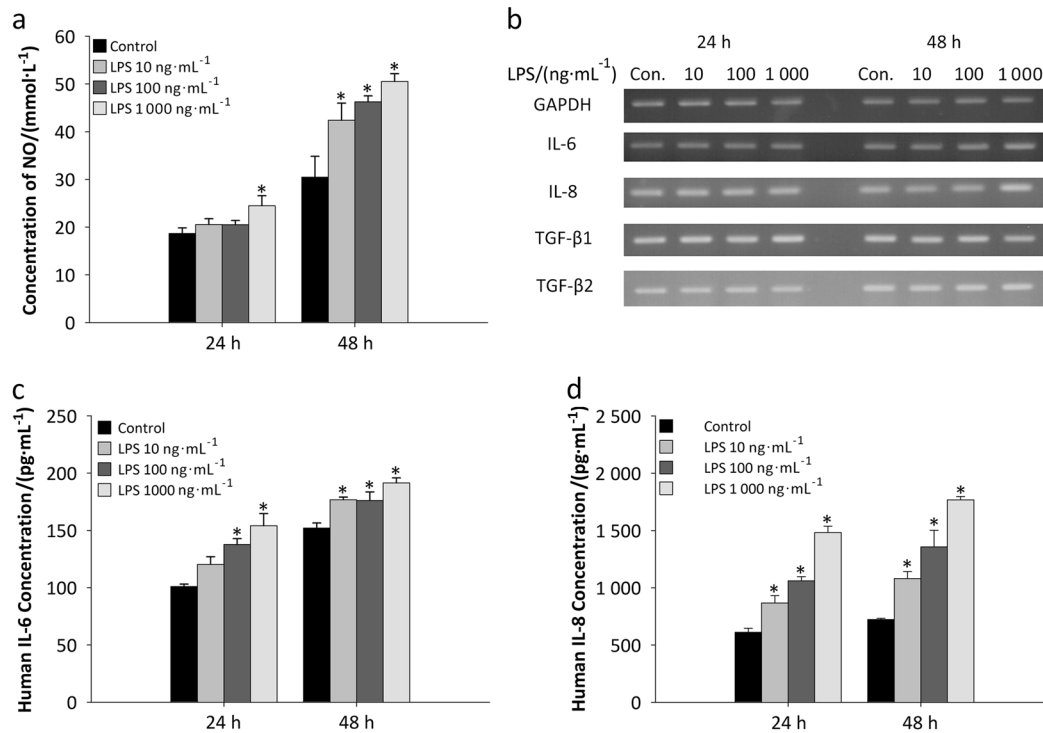 a
Concentration of NO/(mmol·L⁻¹)
60
50
40
30
20
10
0
Control
LPS 10 ng·mL⁻¹
LPS 100 ng·mL⁻¹
LPS 1 000 ng·mL⁻¹
*
* * *
24 h 48 h
b
24 h 48 h
LPS/(ng·mL⁻¹) Con. 10 100 1 000 Con. 10 100 1 000
GAPDH
IL-6
IL-8
TGF-β1
TGF-β2
c
Human IL-6 Concentration/(pg·mL⁻¹)
250
200
150
100
50
0
Control
LPS 10 ng·mL⁻¹
LPS 100 ng·mL⁻¹
LPS 1000 ng·mL⁻¹
* *
* * *
24 h 48 h
d
Human IL-8 Concentration/(pg·mL⁻¹)
2 500
2 000
1 500
1 000
500
0
Control
LPS 10 ng·mL⁻¹
LPS 100 ng·mL⁻¹
LPS 1 000 ng·mL⁻¹
* * *
* * *
24 h 48 h